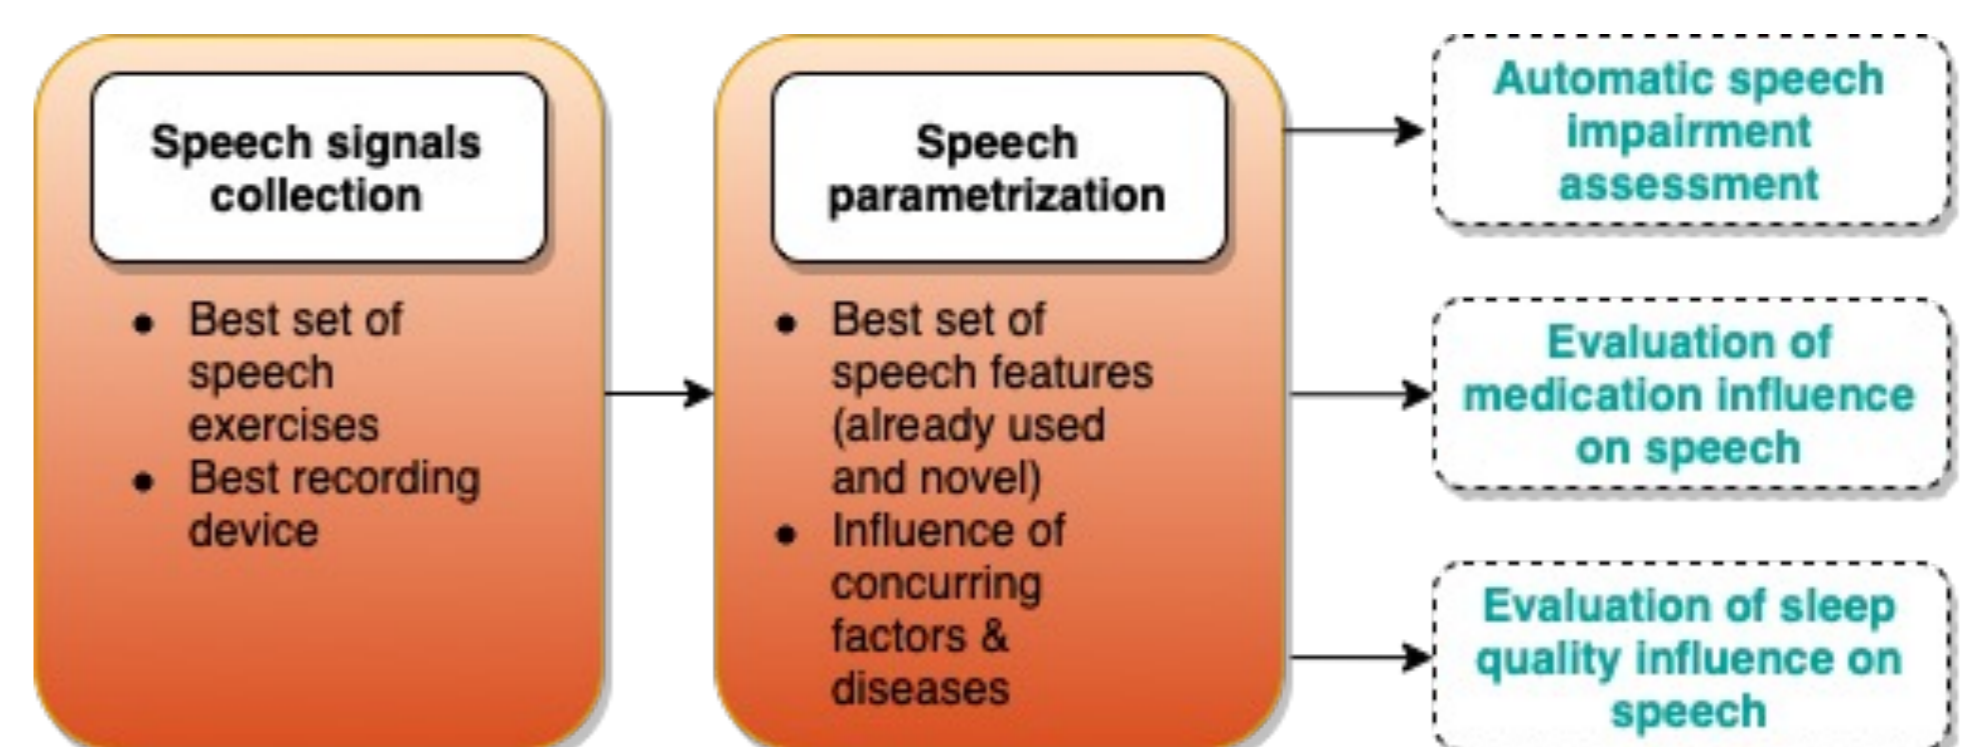 Speech signals
collection
● Best set of
speech
exercises
● Best recording
device
Speech
parametrization
● Best set of
speech features
(already used
and novel)
● Influence of
concurring
factors &
diseases
Automatic speech
impairment
assessment
Evaluation of
medication influence
on speech
Evaluation of sleep
quality influence on
speech